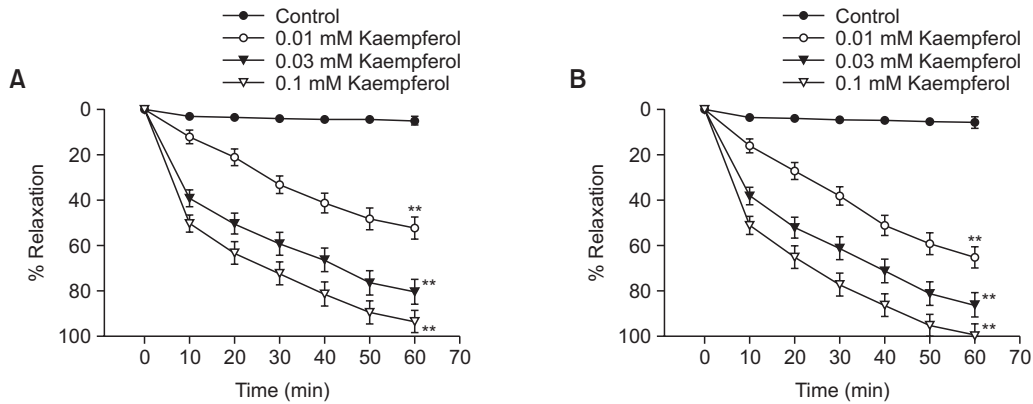 A
Control
0.01 mM Kaempferol
0.03 mM Kaempferol
0.1 mM Kaempferol
% Relaxation
0
20
40
60
80
100
**
**
**
0 10 20 30 40 50 60 70
Time (min)
B
Control
0.01 mM Kaempferol
0.03 mM Kaempferol
0.1 mM Kaempferol
% Relaxation
0
20
40
60
80
100
**
**
**
0 10 20 30 40 50 60 70
Time (min)